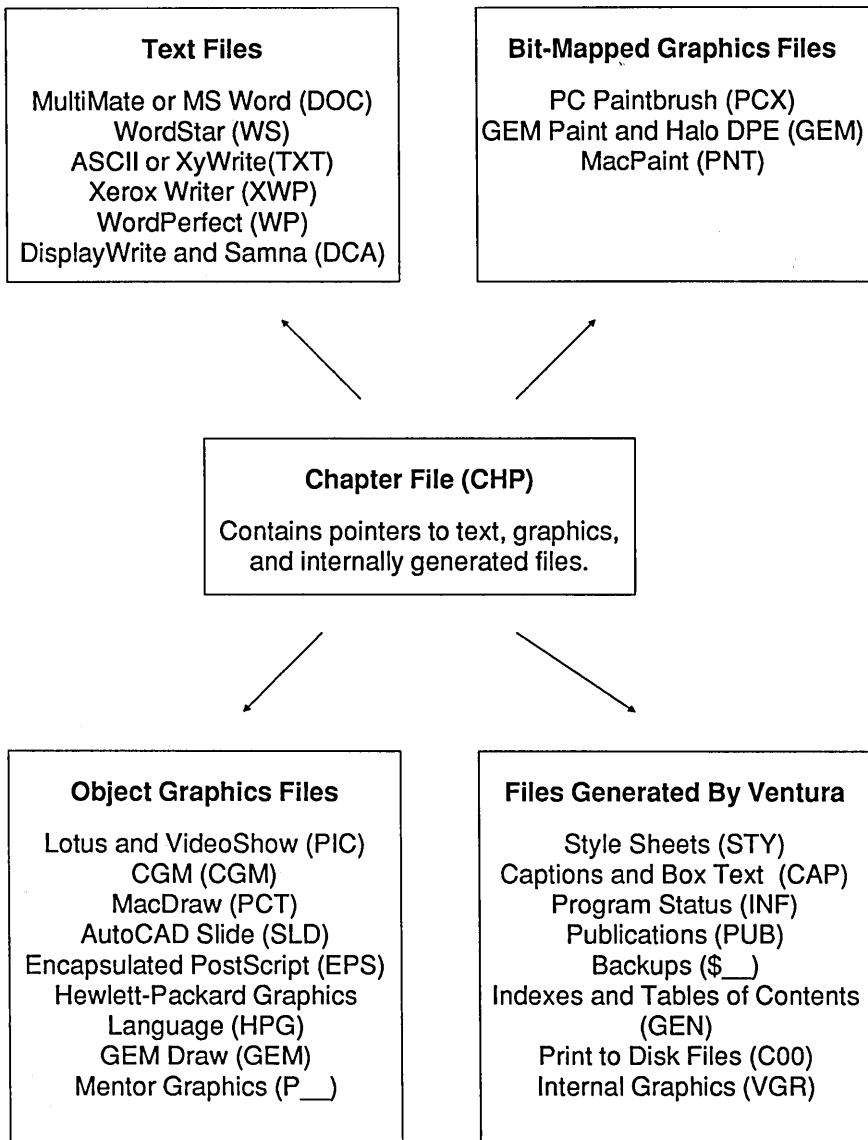 Text Files
MultiMate or MS Word (DOC)
WordStar (WS)
ASCII or XyWrite(TXT)
Xerox Writer (XWP)
WordPerfect (WP)
DisplayWrite and Samna (DCA)
Bit-Mapped Graphics Files
PC Paintbrush (PCX)
GEM Paint and Halo DPE (GEM)
MacPaint (PNT)
Chapter File (CHP)
Contains pointers to text, graphics,
and internally generated files.
Object Graphics Files
Lotus and VideoShow (PIC)
CGM (CGM)
MacDraw (PCT)
AutoCAD Slide (SLD)
Encapsulated PostScript (EPS)
Hewlett-Packard Graphics
Language (HPG)
GEM Draw (GEM)
Mentor Graphics (P__)
Files Generated By Ventura
Style Sheets (STY)
Captions and Box Text (CAP)
Program Status (INF)
Publications (PUB)
Backups ($__)
Indexes and Tables of Contents
(GEN)
Print to Disk Files (C00)
Internal Graphics (VGR)